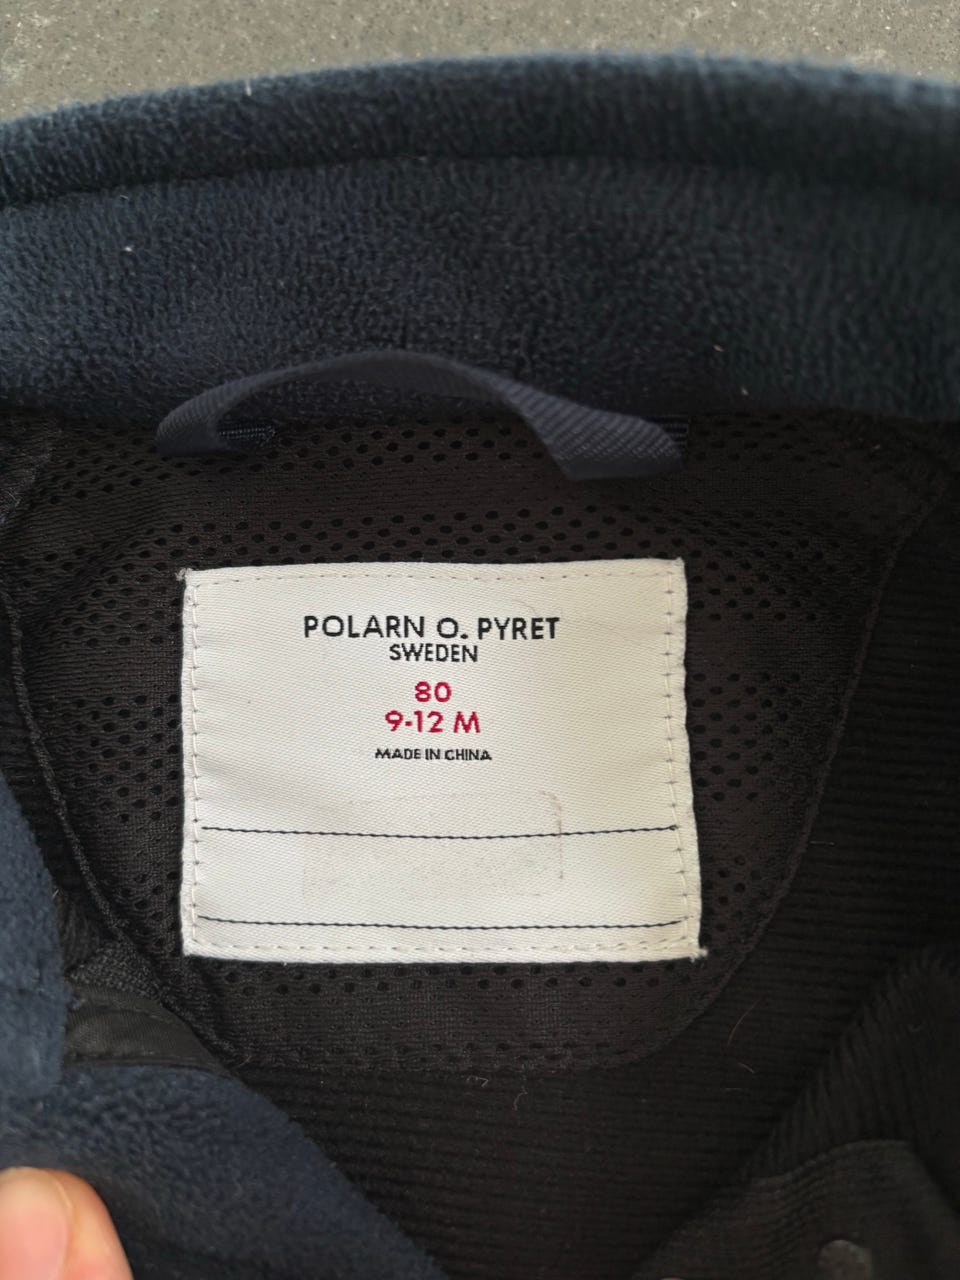 POLARN O. PYRET
SWEDEN
80
9-12 M
MADE IN CHINA